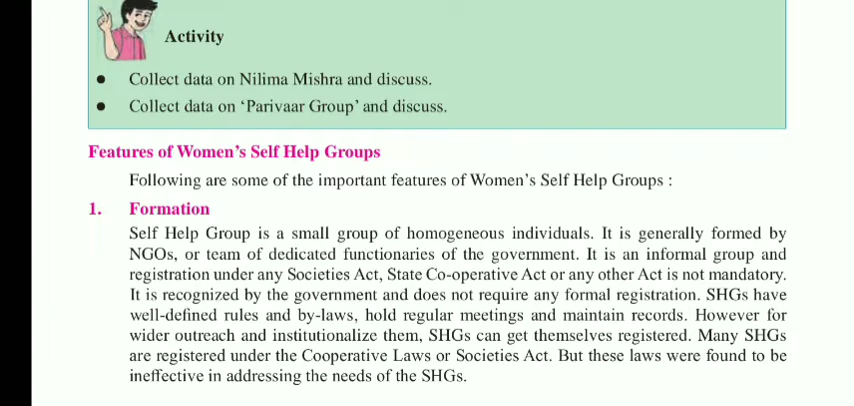 Activity
● Collect data on Nilima Mishra and discuss.
● Collect data on ‘Parivaar Group’ and discuss.
Features of Women’s Self Help Groups
Following are some of the important features of Women’s Self Help Groups :
1. Formation
Self Help Group is a small group of homogeneous individuals. It is generally formed by
NGOs, or team of dedicated functionaries of the government. It is an informal group and
registration under any Societies Act, State Co-operative Act or any other Act is not mandatory.
It is recognized by the government and does not require any formal registration. SHGs have
well-defined rules and by-laws, hold regular meetings and maintain records. However for
wider outreach and institutionalize them, SHGs can get themselves registered. Many SHGs
are registered under the Cooperative Laws or Societies Act. But these laws were found to be
ineffective in addressing the needs of the SHGs.